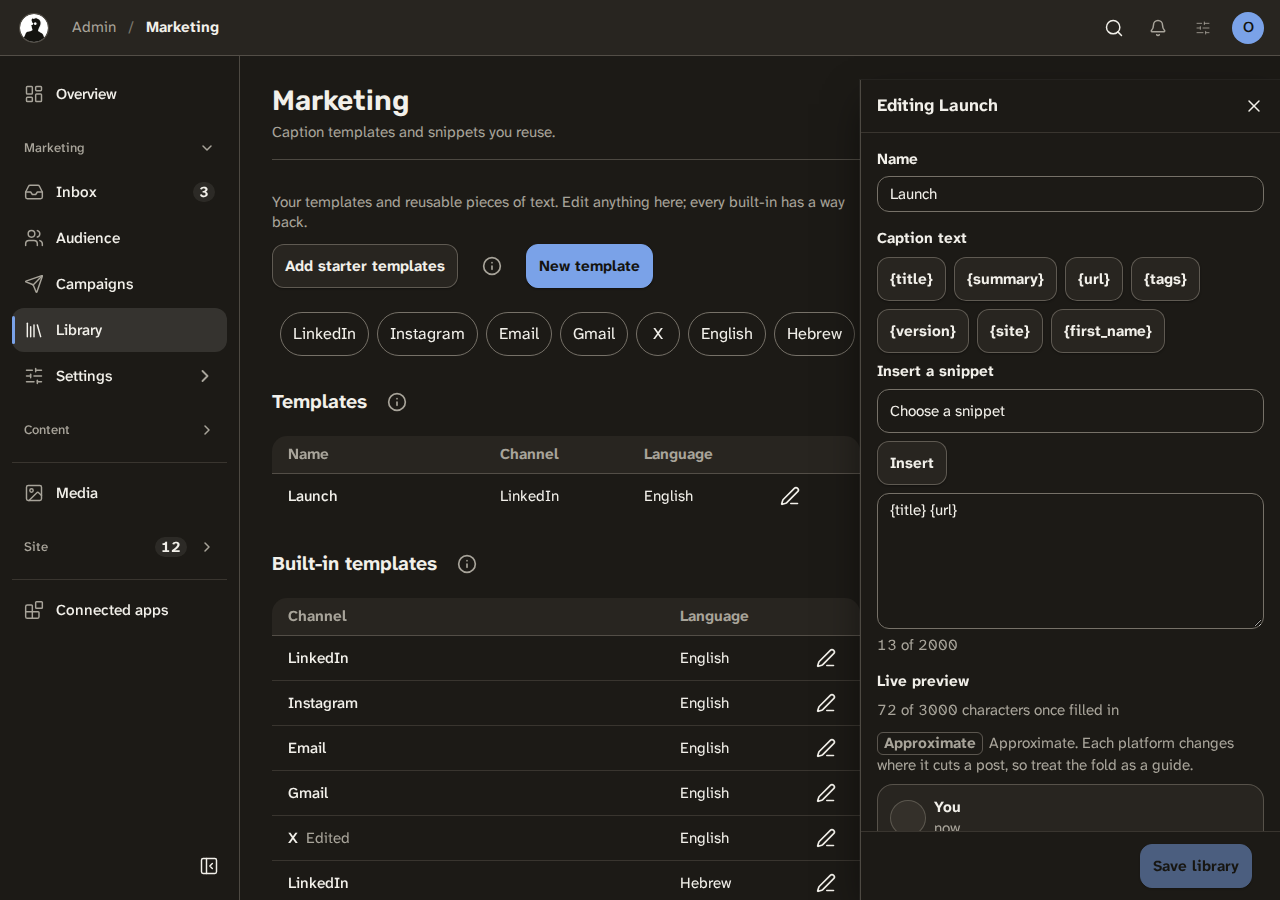 Admin / Marketing
O
Overview
Marketing
Inbox 3
Audience
Campaigns
Library
Settings
Content
Media
Site 12
Connected apps
Marketing
Caption templates and snippets you reuse.
Your templates and reusable pieces of text. Edit anything here; every built-in has a way
back.
Add starter templates
New template
LinkedIn Instagram Email Gmail X English Hebrew
Templates
Name Channel Language
Launch LinkedIn English
Built-in templates
Channel Language
LinkedIn English
Instagram English
Email English
Gmail English
X Edited English
LinkedIn Hebrew
Editing Launch
Name
Launch
Caption text
{title} {summary} {url} {tags}
{version} {site} {first_name}
Insert a snippet
Choose a snippet
Insert
{title} {url}
13 of 2000
Live preview
72 of 3000 characters once filled in
Approximate Approximate. Each platform changes
where it cuts a post, so treat the fold as a guide.
You
now
Save library